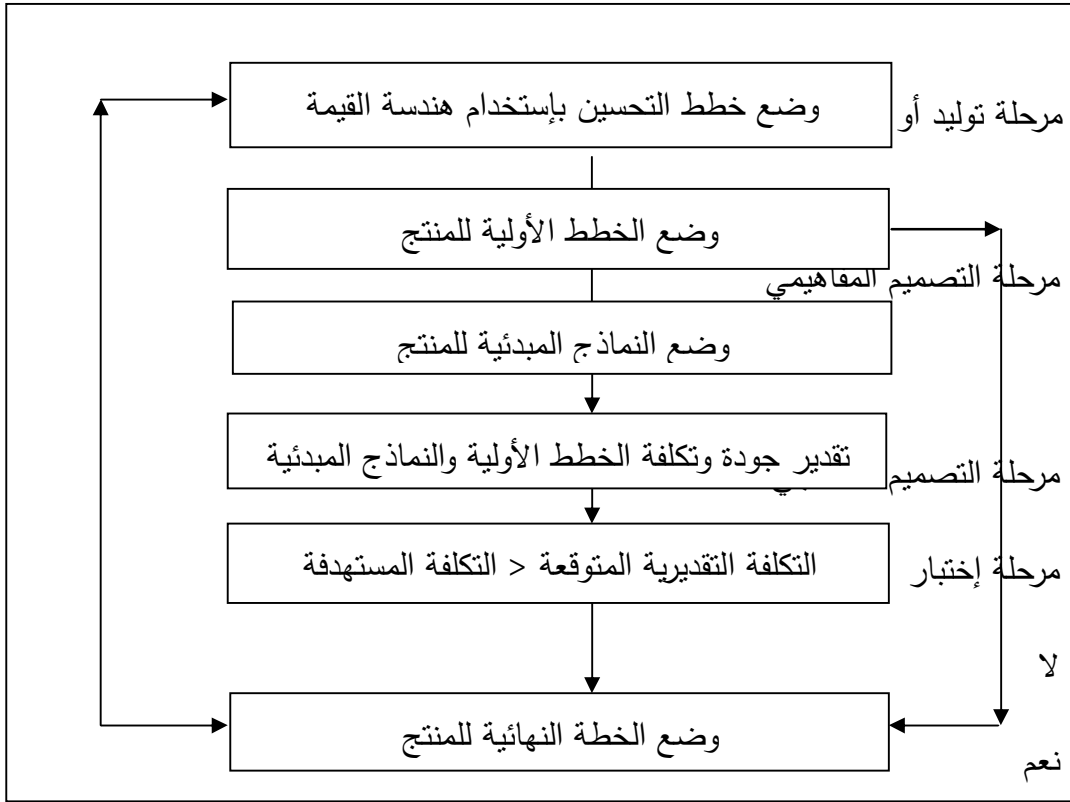 وضع خطط التحسين بإستخدام هندسة القيمة
مرحلة توليد أو
وضع الخطط الأولية للمنتج
مرحلة التصميم المفاهيمي
وضع النماذج المبدئية للمنتج
تقدير جودة وتكلفة الخطط الأولية والنماذج المبدئية
مرحلة التصميم
التكلفة التقديرية المتوقعة < التكلفة المستهدفة
مرحلة إختبار
لا
وضع الخطة النهائية للمنتج
نعم